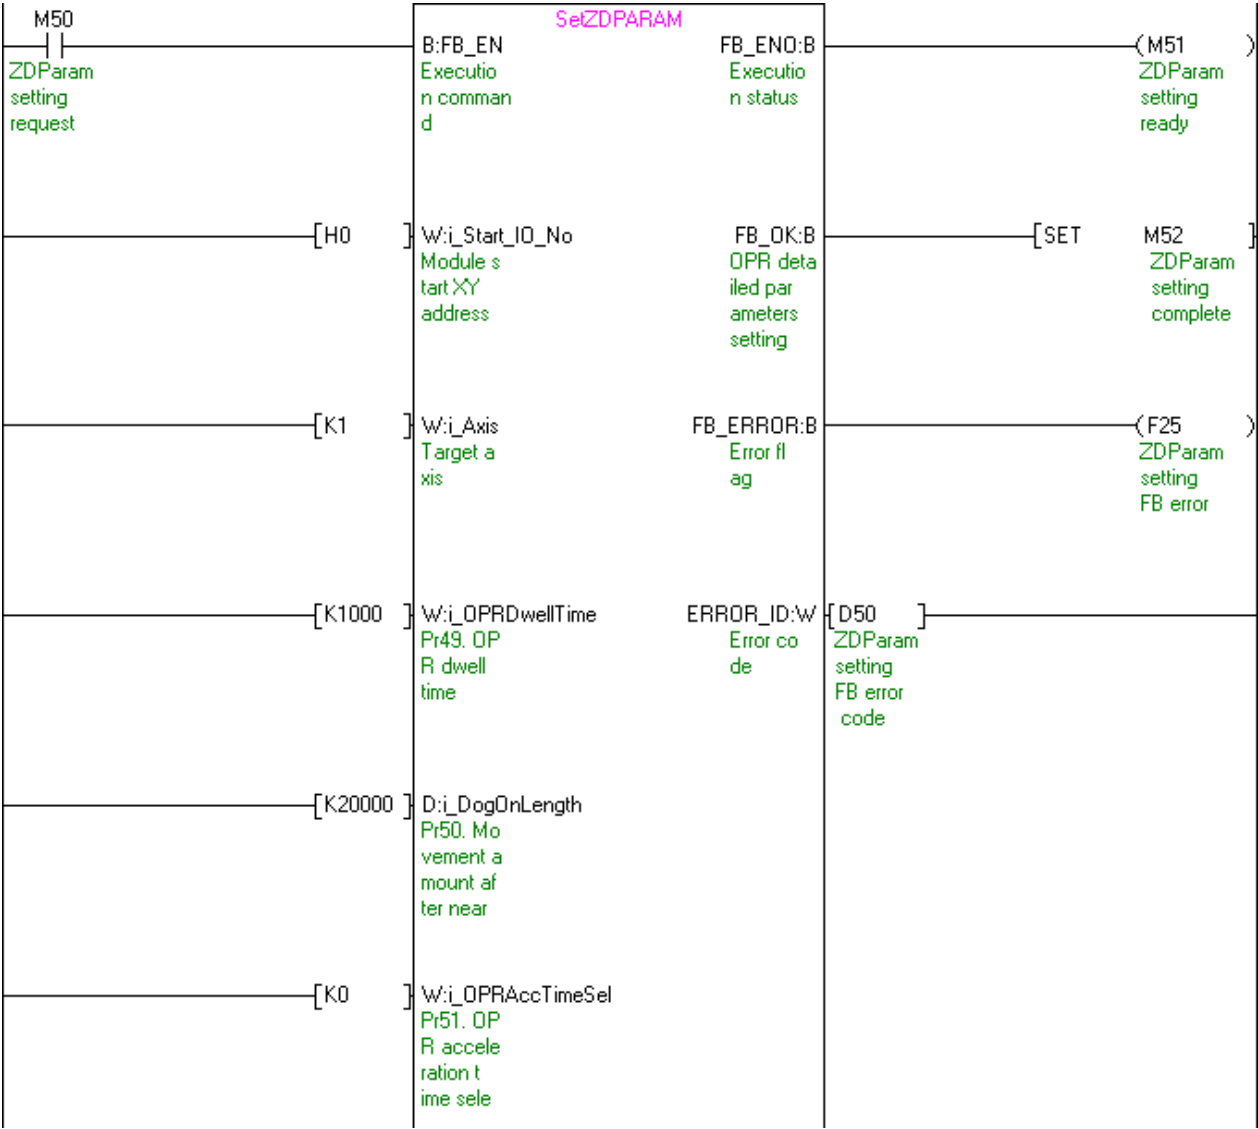 M50
SetZDPARAM
B:FB_EN
FB_ENO:B
(M51 )
ZDParam
setting
request
Executio
n comman
d
Executio
n status
ZDParam
setting
ready
[H0 ]
W:i_Start_IO_No
FB_OK:B
[SET M52 ]
Module s
tart XY
address
OPR deta
iled par
ameters
setting
ZDParam
setting
complete
[K1 ]
W:i_Axis
FB_ERROR:B
(F25 )
Target a
xis
Error fl
ag
ZDParam
setting
FB error
[K1000 ]
W:i_OPRDwellTime
ERROR_ID:W
[D50 ]
Pr49. OP
R dwell
time
Error co
de
ZDParam
setting
FB error
code
[K20000 ]
D:i_DogOnLength
Pr50. Mo
vement a
mount af
ter near
[K0 ]
W:i_OPRAccTimeSel
Pr51. OP
R accele
ration t
ime sele